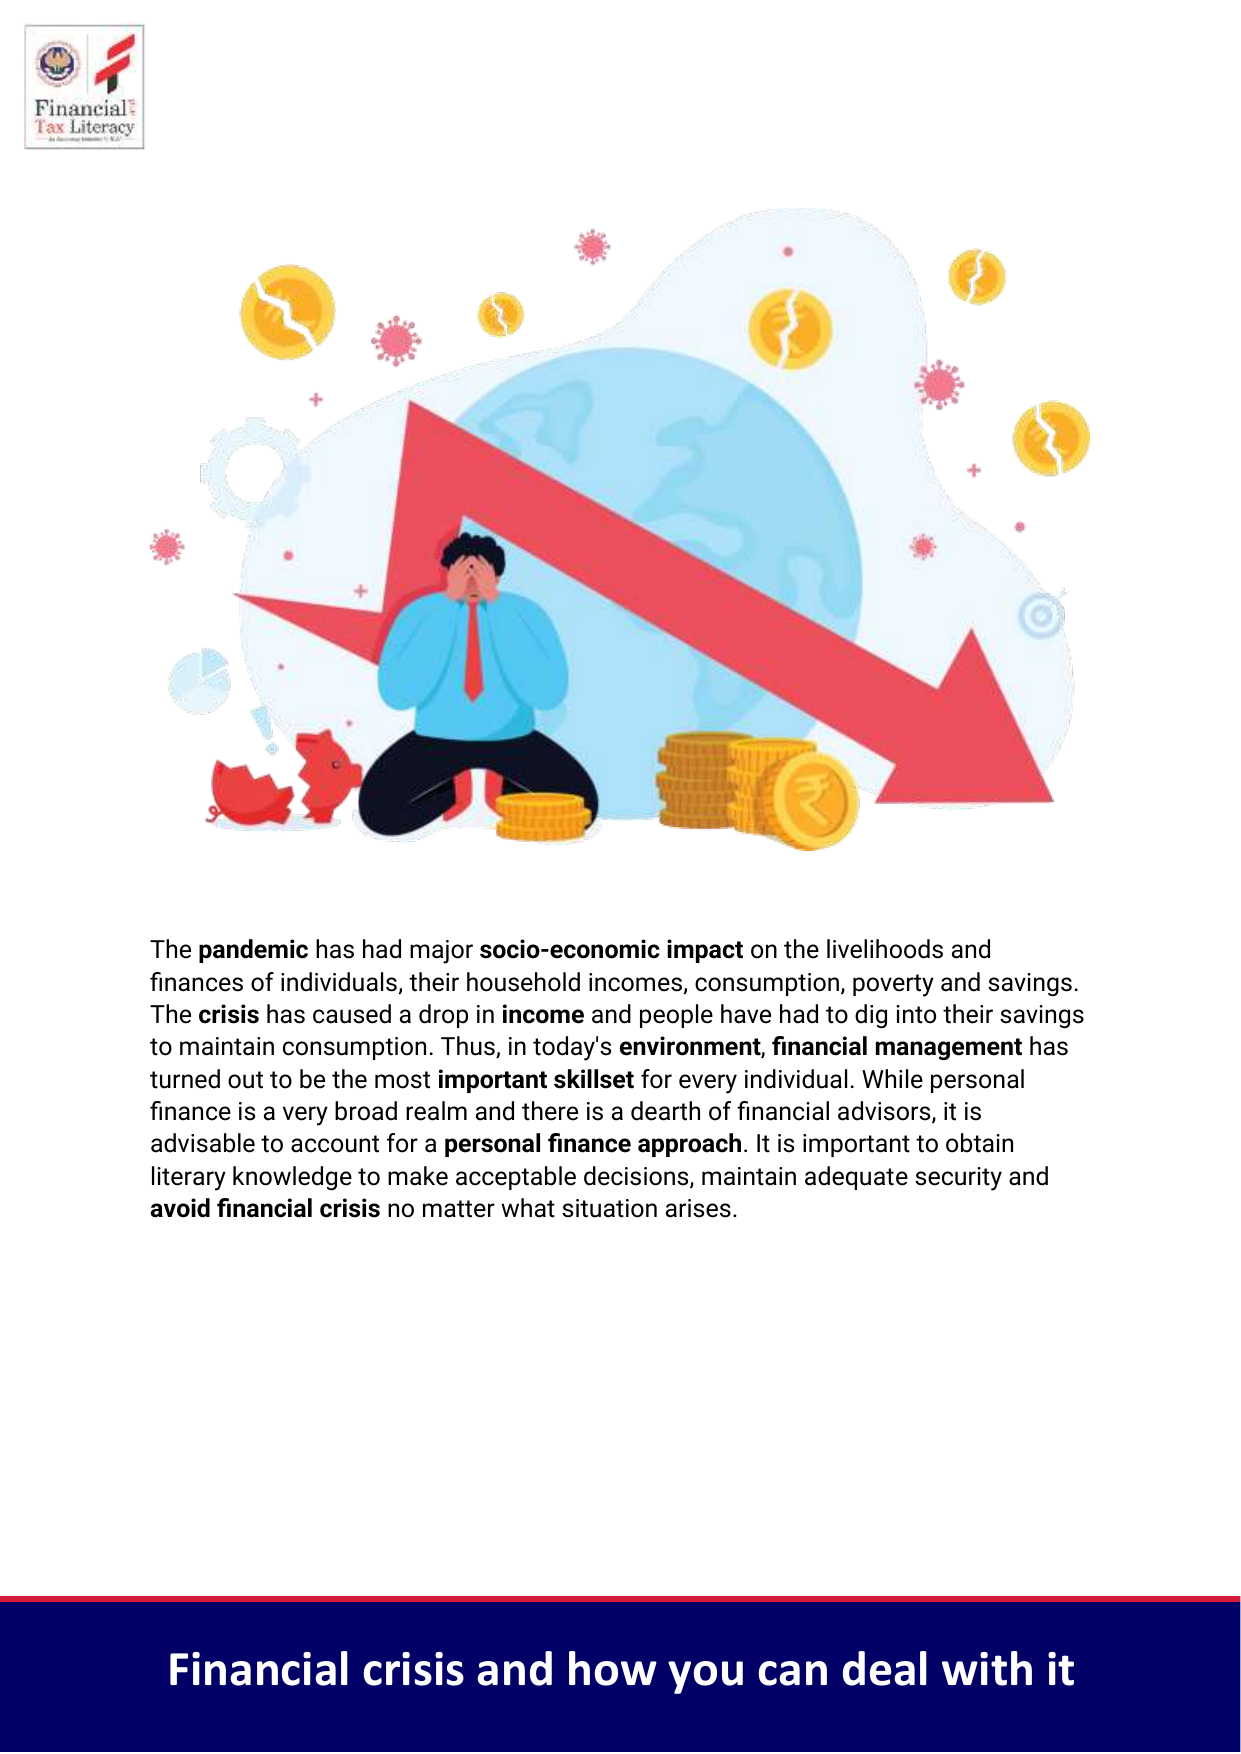 Financial and
Tax Literacy
The pandemic has had major socio-economic impact on the livelihoods and
finances of individuals, their household incomes, consumption, poverty and savings.
The crisis has caused a drop in income and people have had to dig into their savings
to maintain consumption. Thus, in today's environment, financial management has
turned out to be the most important skillset for every individual. While personal
finance is a very broad realm and there is a dearth of financial advisors, it is
advisable to account for a personal finance approach. It is important to obtain
literary knowledge to make acceptable decisions, maintain adequate security and
avoid financial crisis no matter what situation arises.
Financial crisis and how you can deal with it